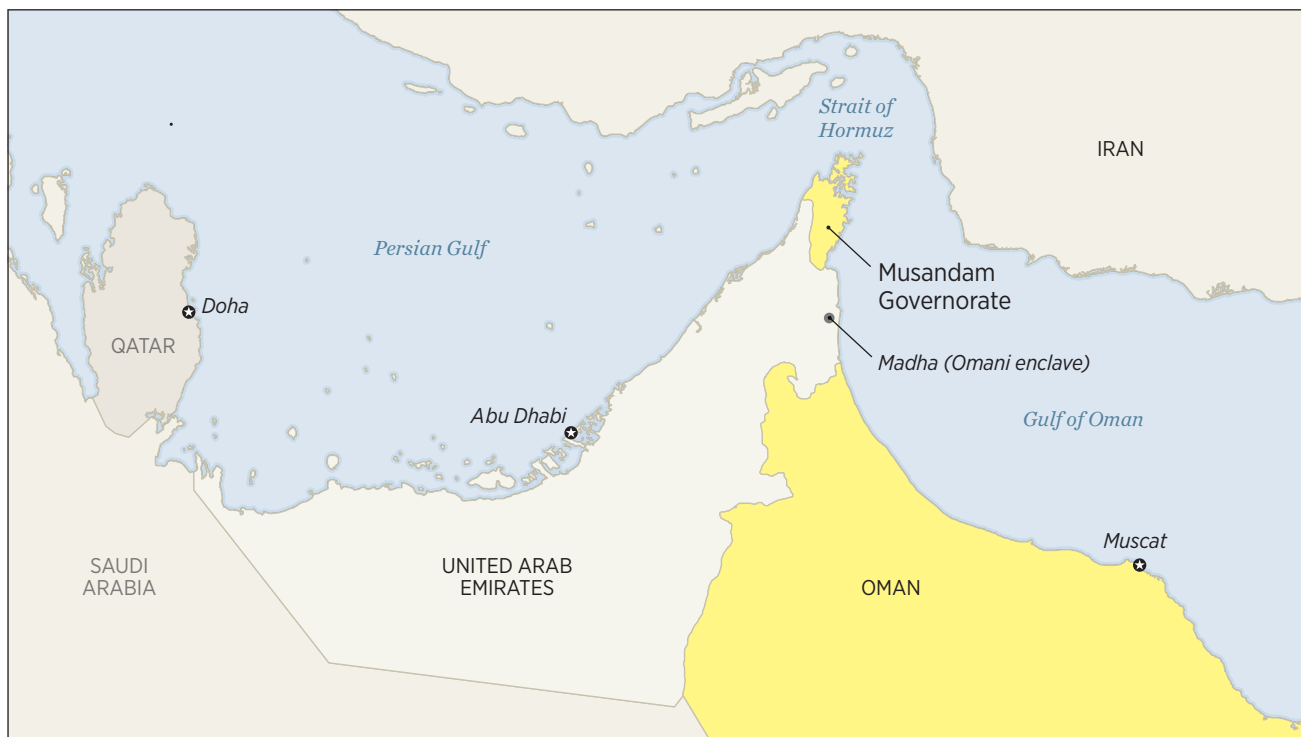 Strait of
Hormuz
IRAN
Persian Gulf
Musandam
Governorate
Doha
QATAR
Madha (Omani enclave)
Abu Dhabi
Gulf of Oman
Muscat
SAUDI
ARABIA
UNITED ARAB
EMIRATES
OMAN